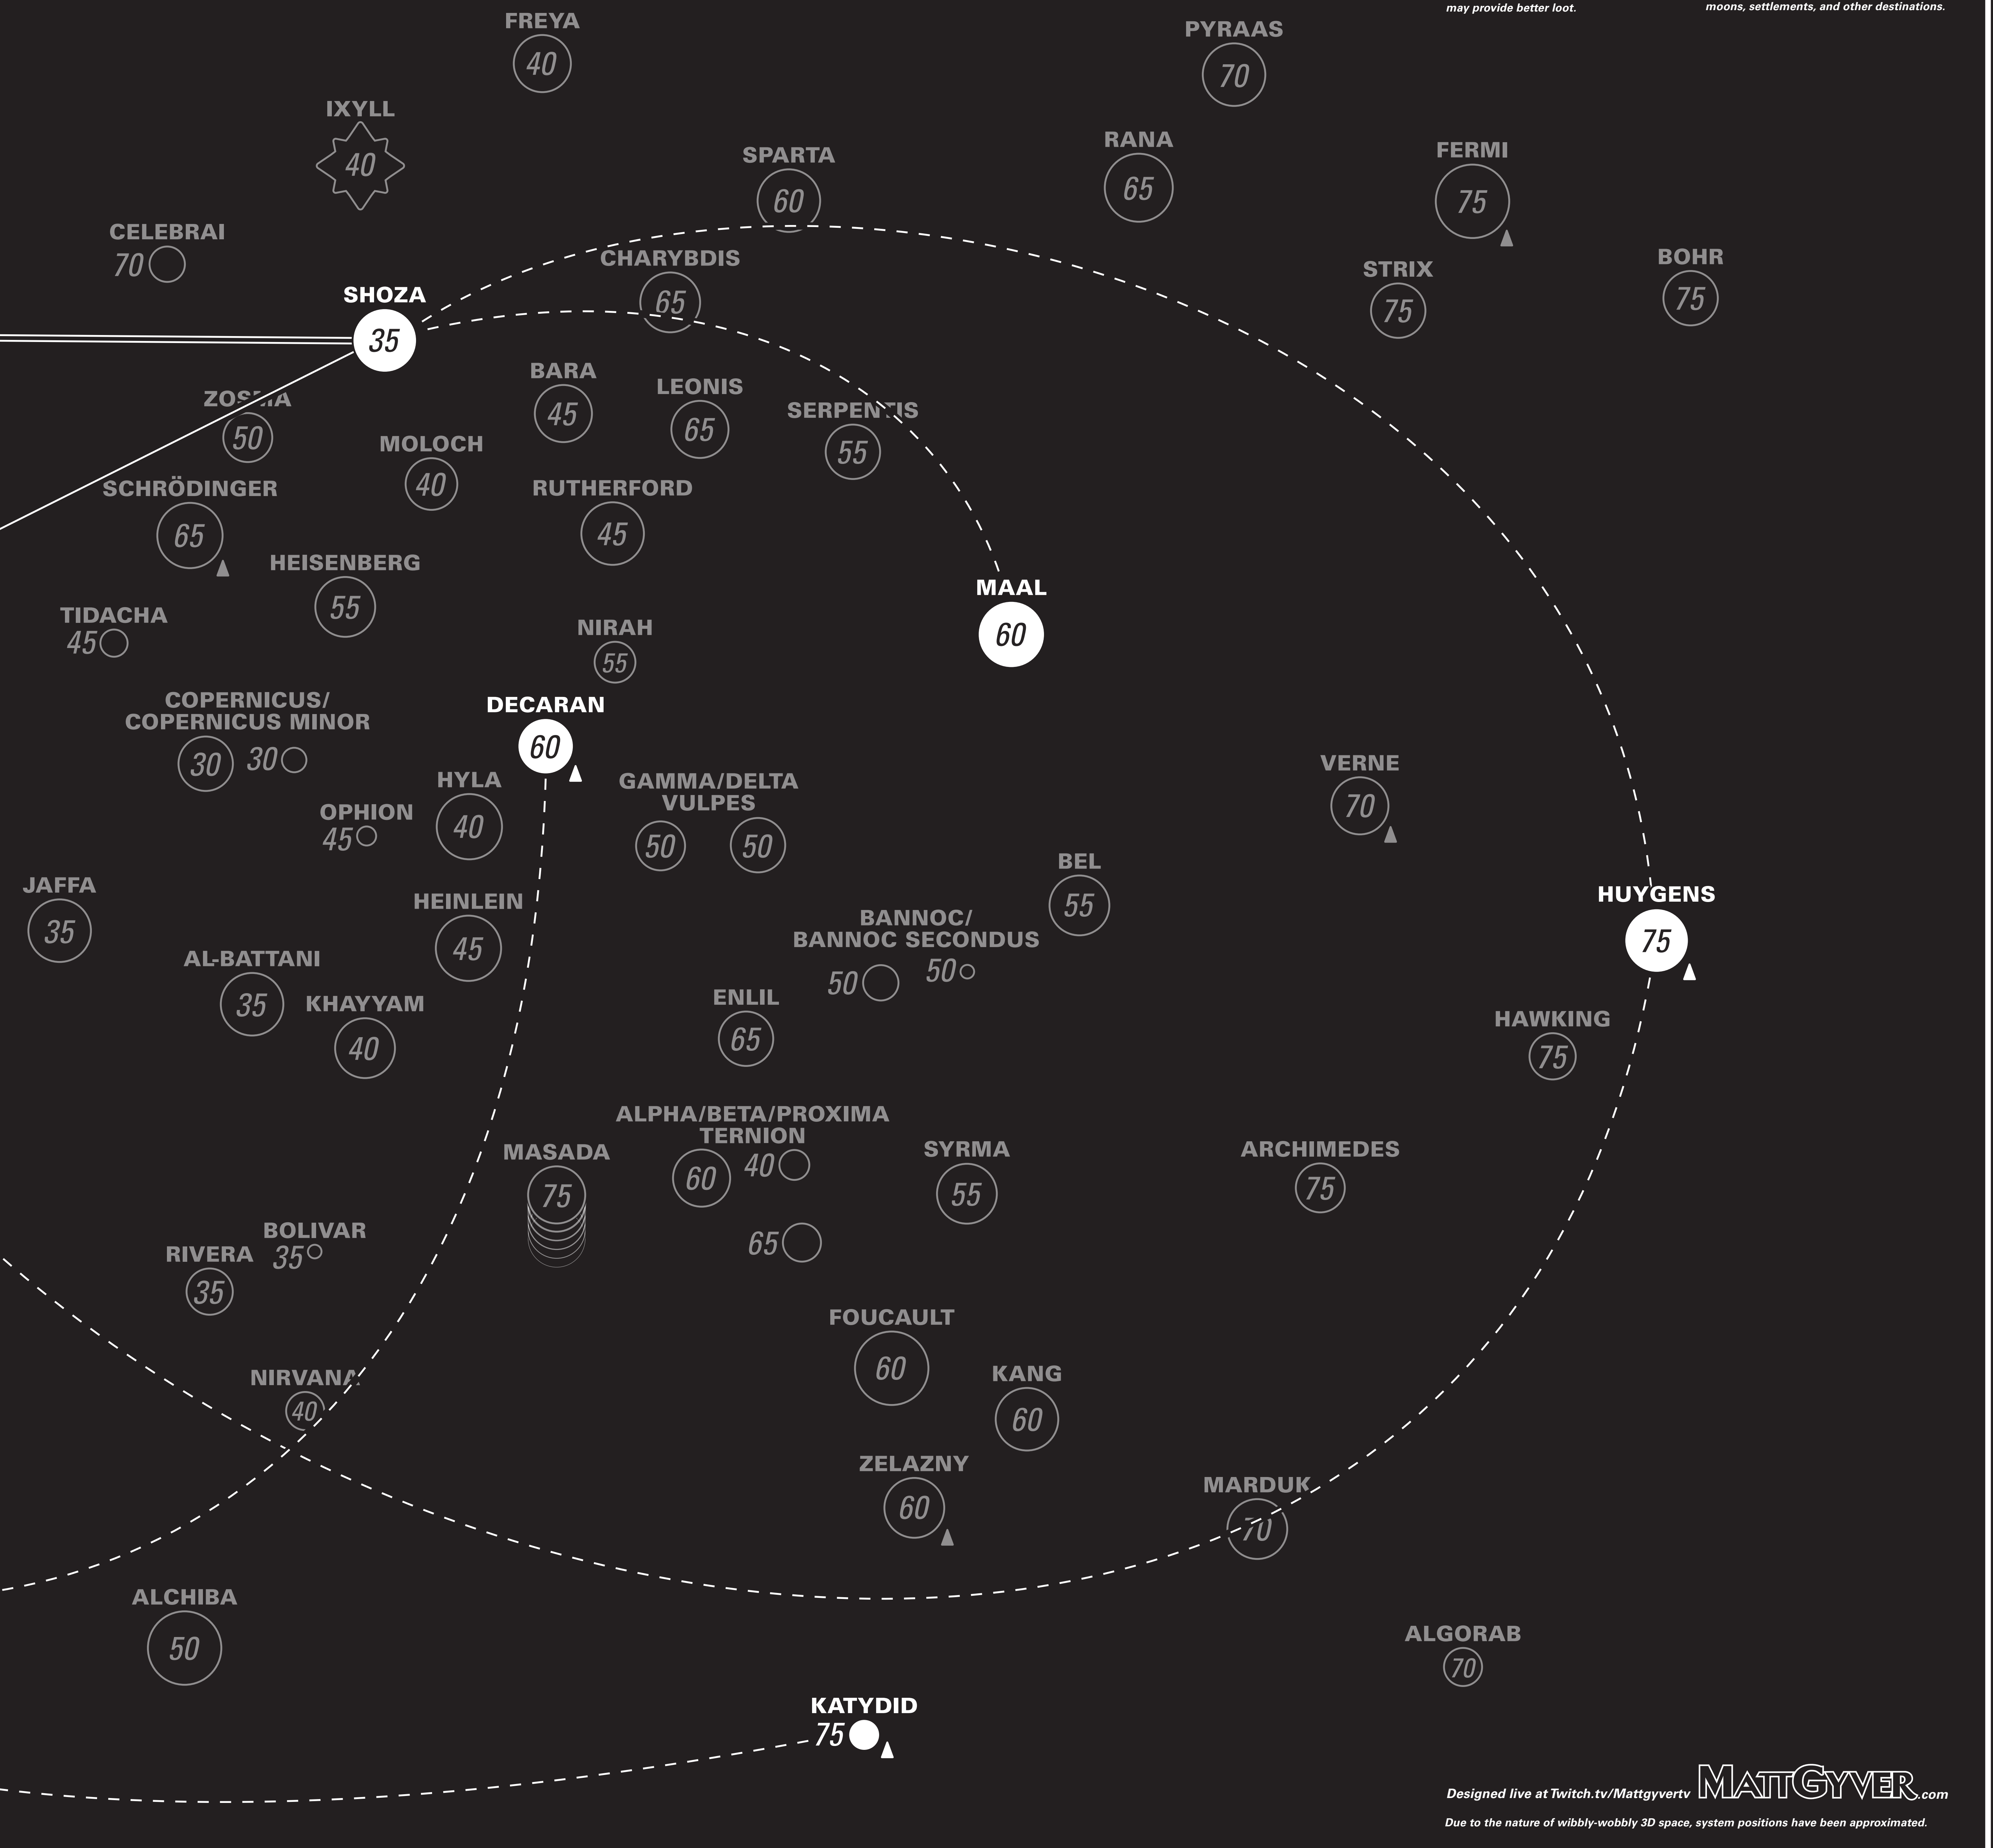 may provide better loot.
moons, settlements, and other destinations.
FREYA
40
PYRAAS
70
IXYLL
40
SPARTA
60
RANA
65
FERMI
75
CELEBRAI
70
CHARYBDIS
65
STRIX
75
BOHR
75
SHOZA
35
ZOSMA
50
BARA
45
LEONIS
65
SERPENTIS
55
MOLOCH
40
SCHRÖDINGER
65
RUTHERFORD
45
HEISENBERG
55
MAAL
60
TIDACHA
45
NIRAH
55
COPERNICUS/
COPERNICUS MINOR
30
30
DECARAN
60
HYLA
40
GAMMA/DELTA
VULPES
50
50
VERNE
70
OPHION
45
BEL
55
JAFFA
35
HEINLEIN
45
BANNOC/
BANNOC SECONDUS
50
50
HUYGENS
75
AL-BATTANI
35
KHAYYAM
40
ENLIL
65
HAWKING
75
ALPHA/BETA/PROXIMA
TERNION
60
40
65
MASADA
75
SYRMA
55
ARCHIMEDES
75
BOLIVAR
35
RIVERA
35
FOUCAULT
60
NIRVANA
40
KANG
60
ZELAZNY
60
MARDUK
70
ALCHIBA
50
ALGORAB
70
KATYDID
75
Designed live at Twitch.tv/Mattgyvertv MATTGYVER.com
Due to the nature of wibbly-wobbly 3D space, system positions have been approximated.